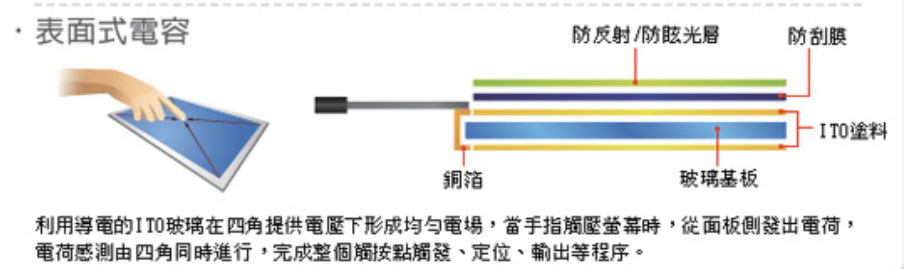 · 表面式電容
防反射/防眩光層
防刮膜
ITO塗料
銅箔
玻璃基板
利用導電的ITO玻璃在四角提供電壓下形成均勻電場，當手指觸壓螢幕時，從面板側發出電荷，
電荷感測由四角同時進行，完成整個觸按點觸發、定位、輸出等程序。